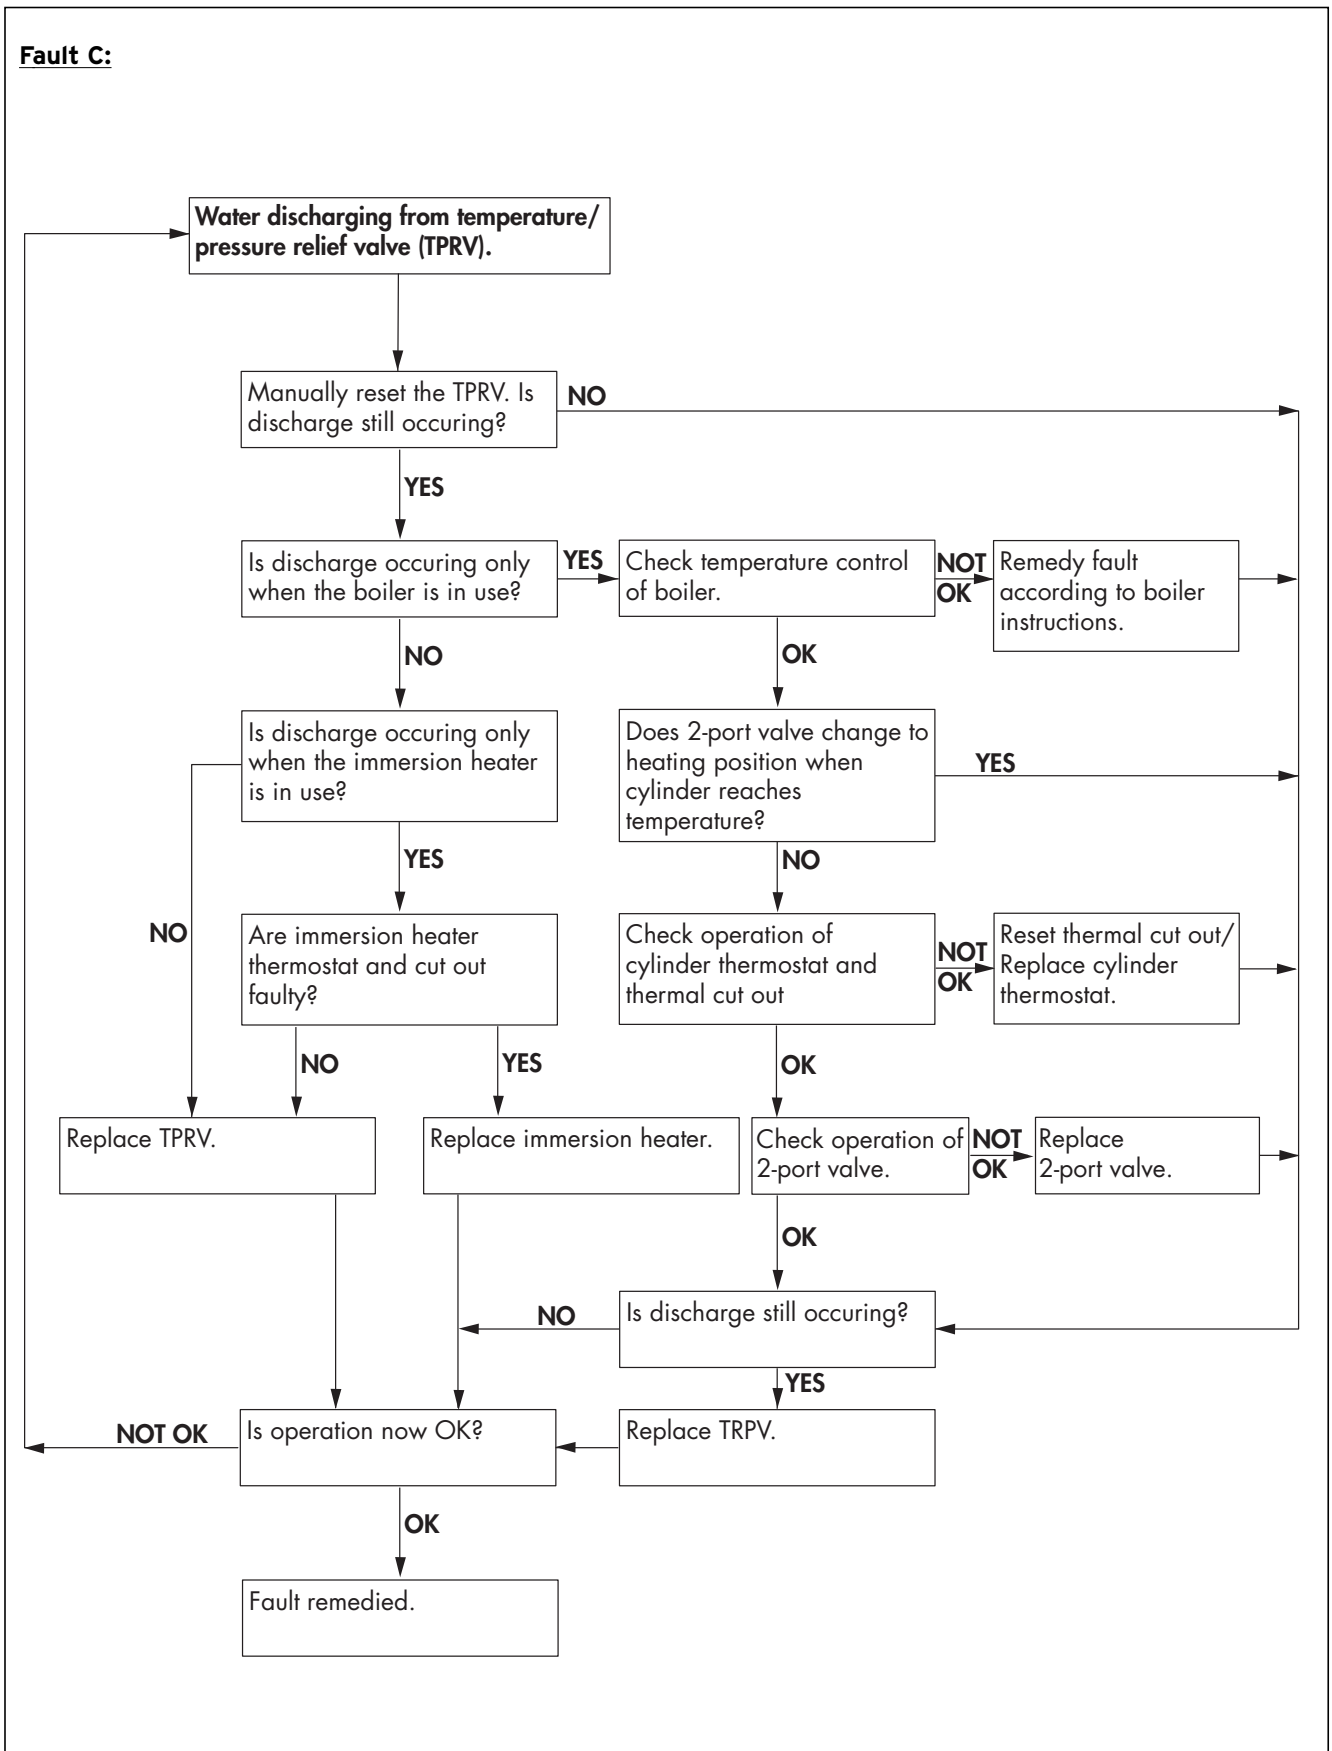 Fault C:
Water discharging from temperature/
pressure relief valve (TPRV).
Manually reset the TPRV. Is
discharge still occuring?
NO
YES
Is discharge occuring only
when the boiler is in use?
YES
Check temperature control
of boiler.
NOT
OK
Remedy fault
according to boiler
instructions.
NO
OK
Is discharge occuring only
when the immersion heater
is in use?
Does 2-port valve change to
heating position when
cylinder reaches
temperature?
YES
YES
NO
NO
Are immersion heater
thermostat and cut out
faulty?
Check operation of
cylinder thermostat and
thermal cut out
NOT
OK
Reset thermal cut out/
Replace cylinder
thermostat.
NO
YES
OK
Replace TPRV.
Replace immersion heater.
Check operation of
2-port valve.
NOT
OK
Replace
2-port valve.
OK
Is discharge still occuring?
NO
YES
NOT OK
Is operation now OK?
Replace TRPV.
OK
Fault remedied.